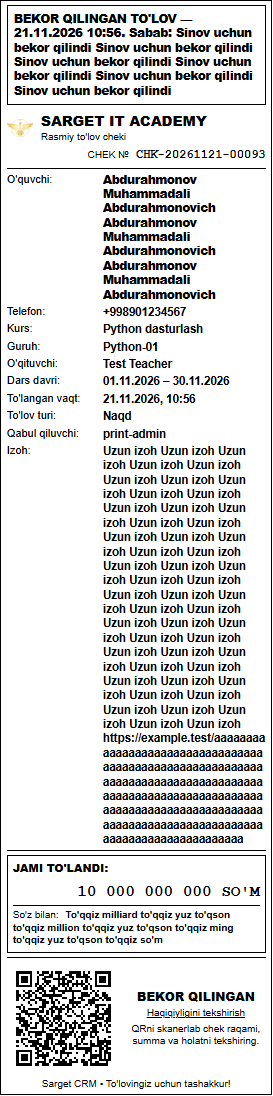 BEKOR QILINGAN TO'LOV —
21.11.2026 10:56. Sabab: Sinov uchun
bekor qilindi Sinov uchun bekor qilindi
Sinov uchun bekor qilindi Sinov uchun
bekor qilindi Sinov uchun bekor qilindi
Sinov uchun bekor qilindi
SARGET IT ACADEMY
Rasmiy to'lov cheki
CHEK № CHK-20261121-00093
O'quvchi: Abdurahmonov
Muhammadali
Abdurahmonovich
Abdurahmonov
Muhammadali
Abdurahmonovich
Abdurahmonov
Muhammadali
Abdurahmonovich
Telefon: +998901234567
Kurs: Python dasturlash
Guruh: Python-01
O'qituvchi: Test Teacher
Dars davri: 01.11.2026 – 30.11.2026
To'langan vaqt: 21.11.2026, 10:56
To'lov turi: Naqd
Qabul qiluvchi: print-admin
Izoh: Uzun izoh Uzun izoh Uzun
izoh Uzun izoh Uzun izoh
Uzun izoh Uzun izoh Uzun
izoh Uzun izoh Uzun izoh
Uzun izoh Uzun izoh Uzun
izoh Uzun izoh Uzun izoh
Uzun izoh Uzun izoh Uzun
izoh Uzun izoh Uzun izoh
Uzun izoh Uzun izoh Uzun
izoh Uzun izoh Uzun izoh
Uzun izoh Uzun izoh Uzun
izoh Uzun izoh Uzun izoh
Uzun izoh Uzun izoh Uzun
izoh Uzun izoh Uzun izoh
Uzun izoh Uzun izoh Uzun
izoh Uzun izoh Uzun izoh
Uzun izoh Uzun izoh Uzun
izoh Uzun izoh Uzun izoh
Uzun izoh Uzun izoh Uzun
izoh Uzun izoh Uzun izoh
https://example.test/aaaaaaaa
aaaaaaaaaaaaaaaaaaaaaaaa
aaaaaaaaaaaaaaaaaaaaaaaa
aaaaaaaaaaaaaaaaaaaaaaaa
aaaaaaaaaaaaaaaaaaaaaaaa
aaaaaaaaaaaaaaaaaaaaaaaa
aaaaaaaaaaaaaaaaaaaaaaaa
aaaaaaaaaaaaaaaaaaaaa
JAMI TO'LANDI:
10 000 000 000 SO'M
So'z bilan: To'qqiz milliard to'qqiz yuz to'qson
to'qqiz million to'qqiz yuz to'qson to'qqiz ming
to'qqiz yuz to'qson to'qqiz so'm
BEKOR QILINGAN
Haqiqiyligini tekshirish
QRni skanerlab chek raqami,
summa va holatni tekshiring.
Sarget CRM • To'lovingiz uchun tashakkur!